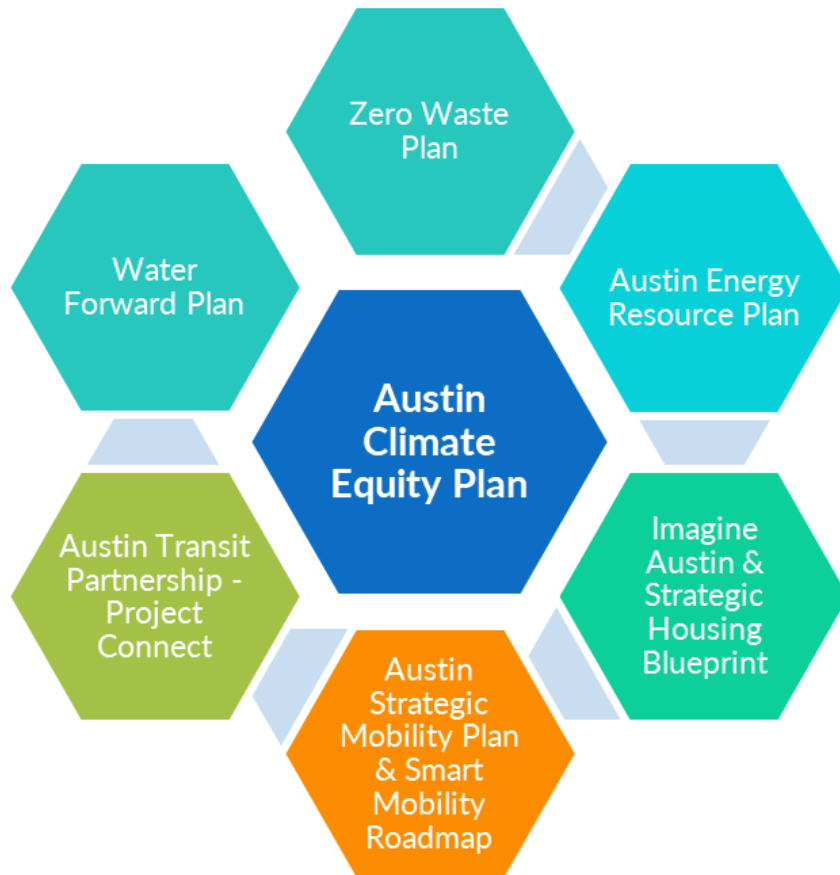 Zero Waste
Plan
Water
Forward Plan
Austin Energy
Resource Plan
Austin
Climate
Equity Plan
Austin Transit
Partnership -
Project
Connect
Imagine
Austin &
Strategic
Housing
Blueprint
Austin
Strategic
Mobility Plan
& Smart
Mobility
Roadmap